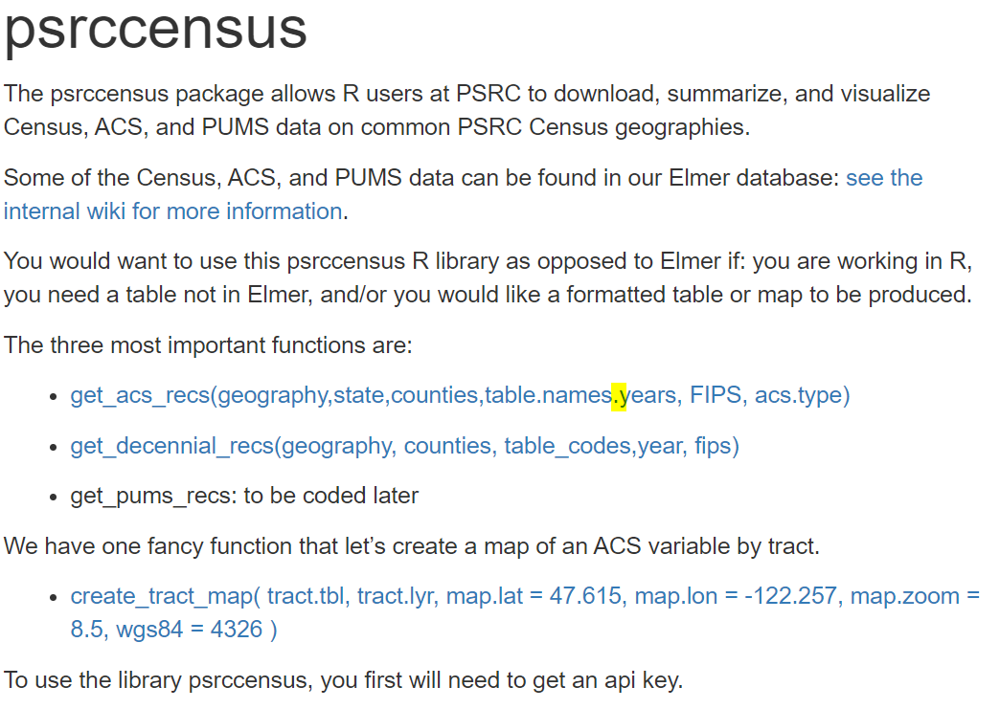 psrccensus
The psrccensus package allows R users at PSRC to download, summarize, and visualize
Census, ACS, and PUMS data on common PSRC Census geographies.
Some of the Census, ACS, and PUMS data can be found in our Elmer database: see the
internal wiki for more information.
You would want to use this psrccensus R library as opposed to Elmer if: you are working in R,
you need a table not in Elmer, and/or you would like a formatted table or map to be produced.
The three most important functions are:
• get_acs_recs(geography,state,counties,table.names.years, FIPS, acs.type)
• get_decennial_recs(geography, counties, table_codes,year, fips)
• get_pums_recs: to be coded later
We have one fancy function that let’s create a map of an ACS variable by tract.
• create_tract_map( tract.tbl, tract.lyr, map.lat = 47.615, map.lon = -122.257, map.zoom =
8.5, wgs84 = 4326 )
To use the library psrccensus, you first will need to get an api key.